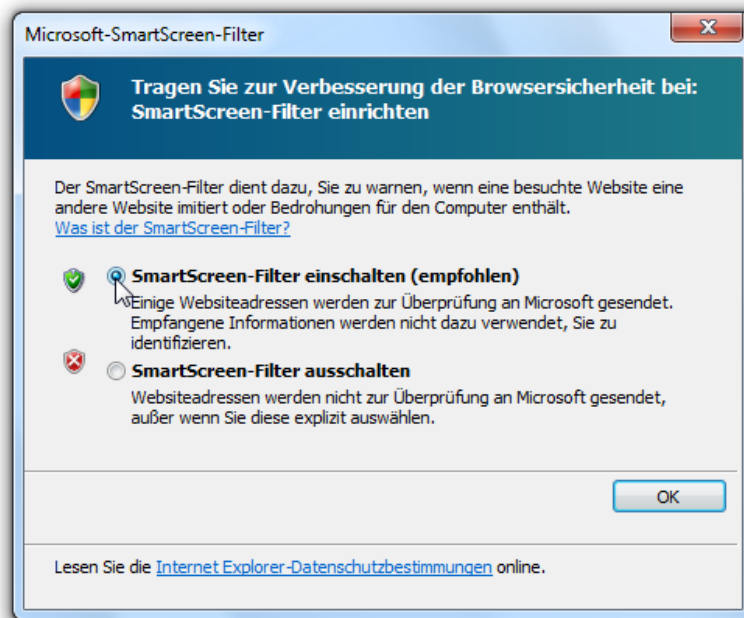 Microsoft-SmartScreen-Filter
Tragen Sie zur Verbesserung der Browsersicherheit bei:
SmartScreen-Filter einrichten
Der SmartScreen-Filter dient dazu, Sie zu warnen, wenn eine besuchte Website eine
andere Website imitiert oder Bedrohungen für den Computer enthält.
Was ist der SmartScreen-Filter?
SmartScreen-Filter einschalten (empfohlen)
Einige Websiteadressen werden zur Überprüfung an Microsoft gesendet.
Empfangene Informationen werden nicht dazu verwendet, Sie zu
identifizieren.
SmartScreen-Filter ausschalten
Websiteadressen werden nicht zur Überprüfung an Microsoft gesendet,
außer wenn Sie diese explizit auswählen.
OK
Lesen Sie die Internet Explorer-Datenschutzbestimmungen online.